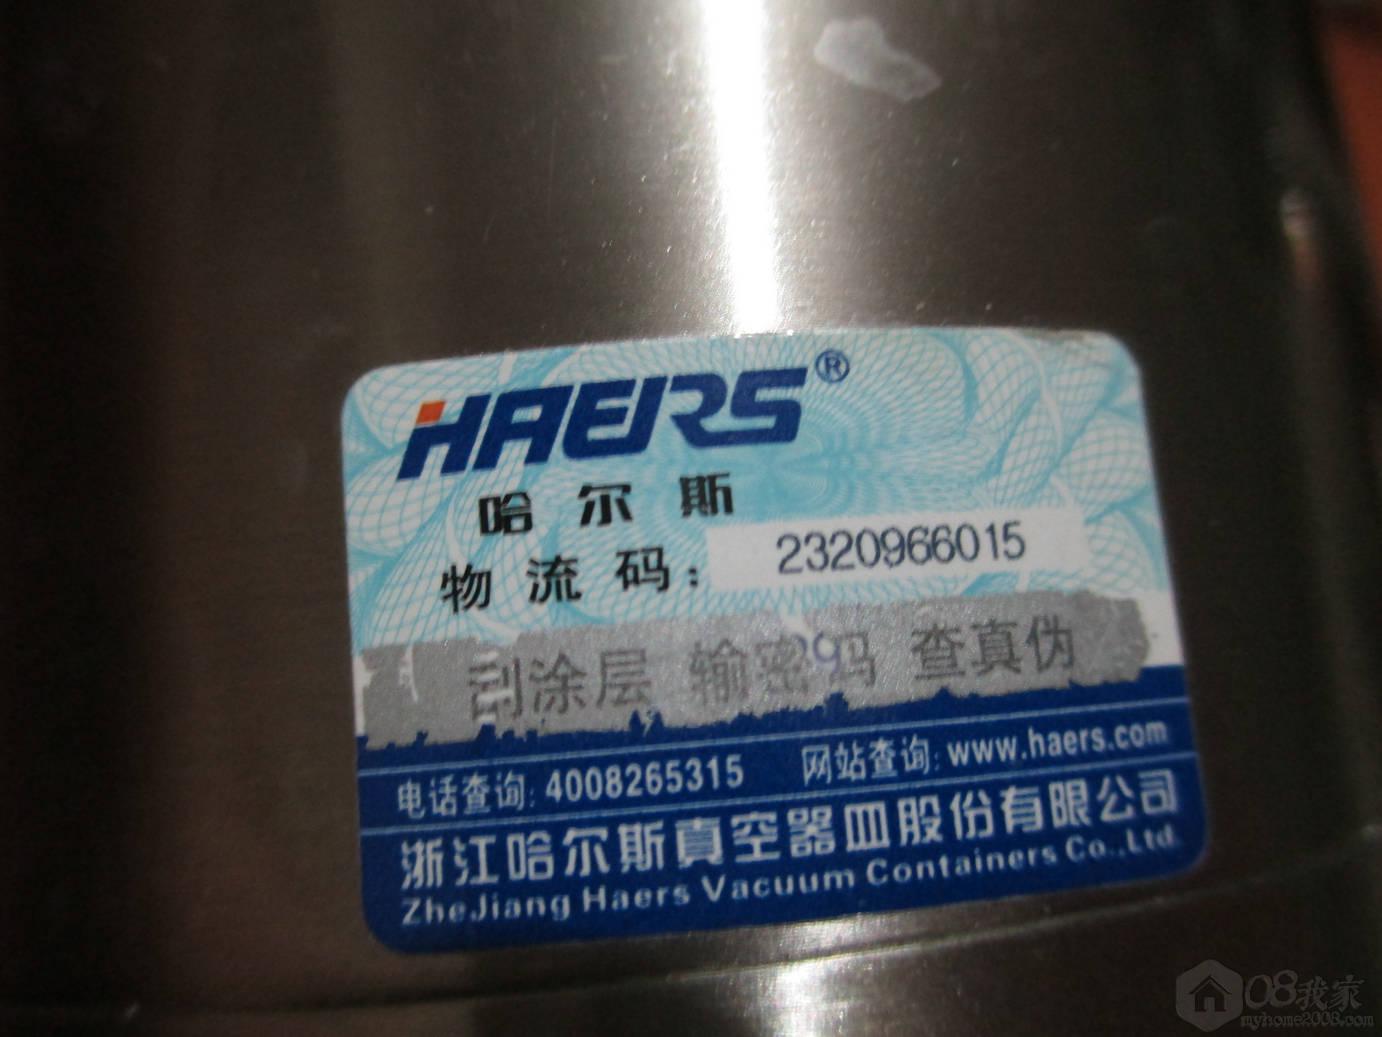 HAERS®
哈尔斯
物流码: 2320966015
刮涂层 输密码 查真伪
电话查询: 4008265315 网站查询: www.haers.com
浙江哈尔斯真空器皿股份有限公司
ZheJiang Haers Vacuum Containers Co.,Ltd.
08我家
myhome2008.com